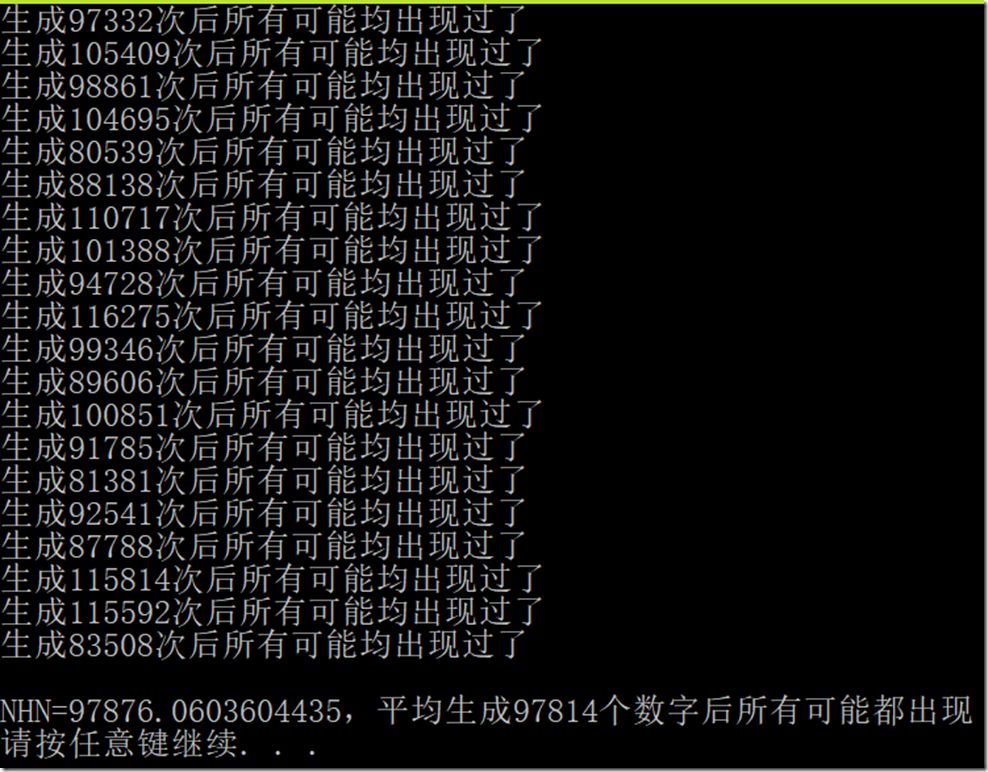 生成97332次后所有可能均出现过了
生成105409次后所有可能均出现过了
生成98861次后所有可能均出现过了
生成104695次后所有可能均出现过了
生成80539次后所有可能均出现过了
生成88138次后所有可能均出现过了
生成110717次后所有可能均出现过了
生成101388次后所有可能均出现过了
生成94728次后所有可能均出现过了
生成116275次后所有可能均出现过了
生成99346次后所有可能均出现过了
生成89606次后所有可能均出现过了
生成100851次后所有可能均出现过了
生成91785次后所有可能均出现过了
生成81381次后所有可能均出现过了
生成92541次后所有可能均出现过了
生成87788次后所有可能均出现过了
生成115814次后所有可能均出现过了
生成115592次后所有可能均出现过了
生成83508次后所有可能均出现过了
NHN=97876.0603604435，平均生成97814个数字后所有可能都出现
请按任意键继续. . .